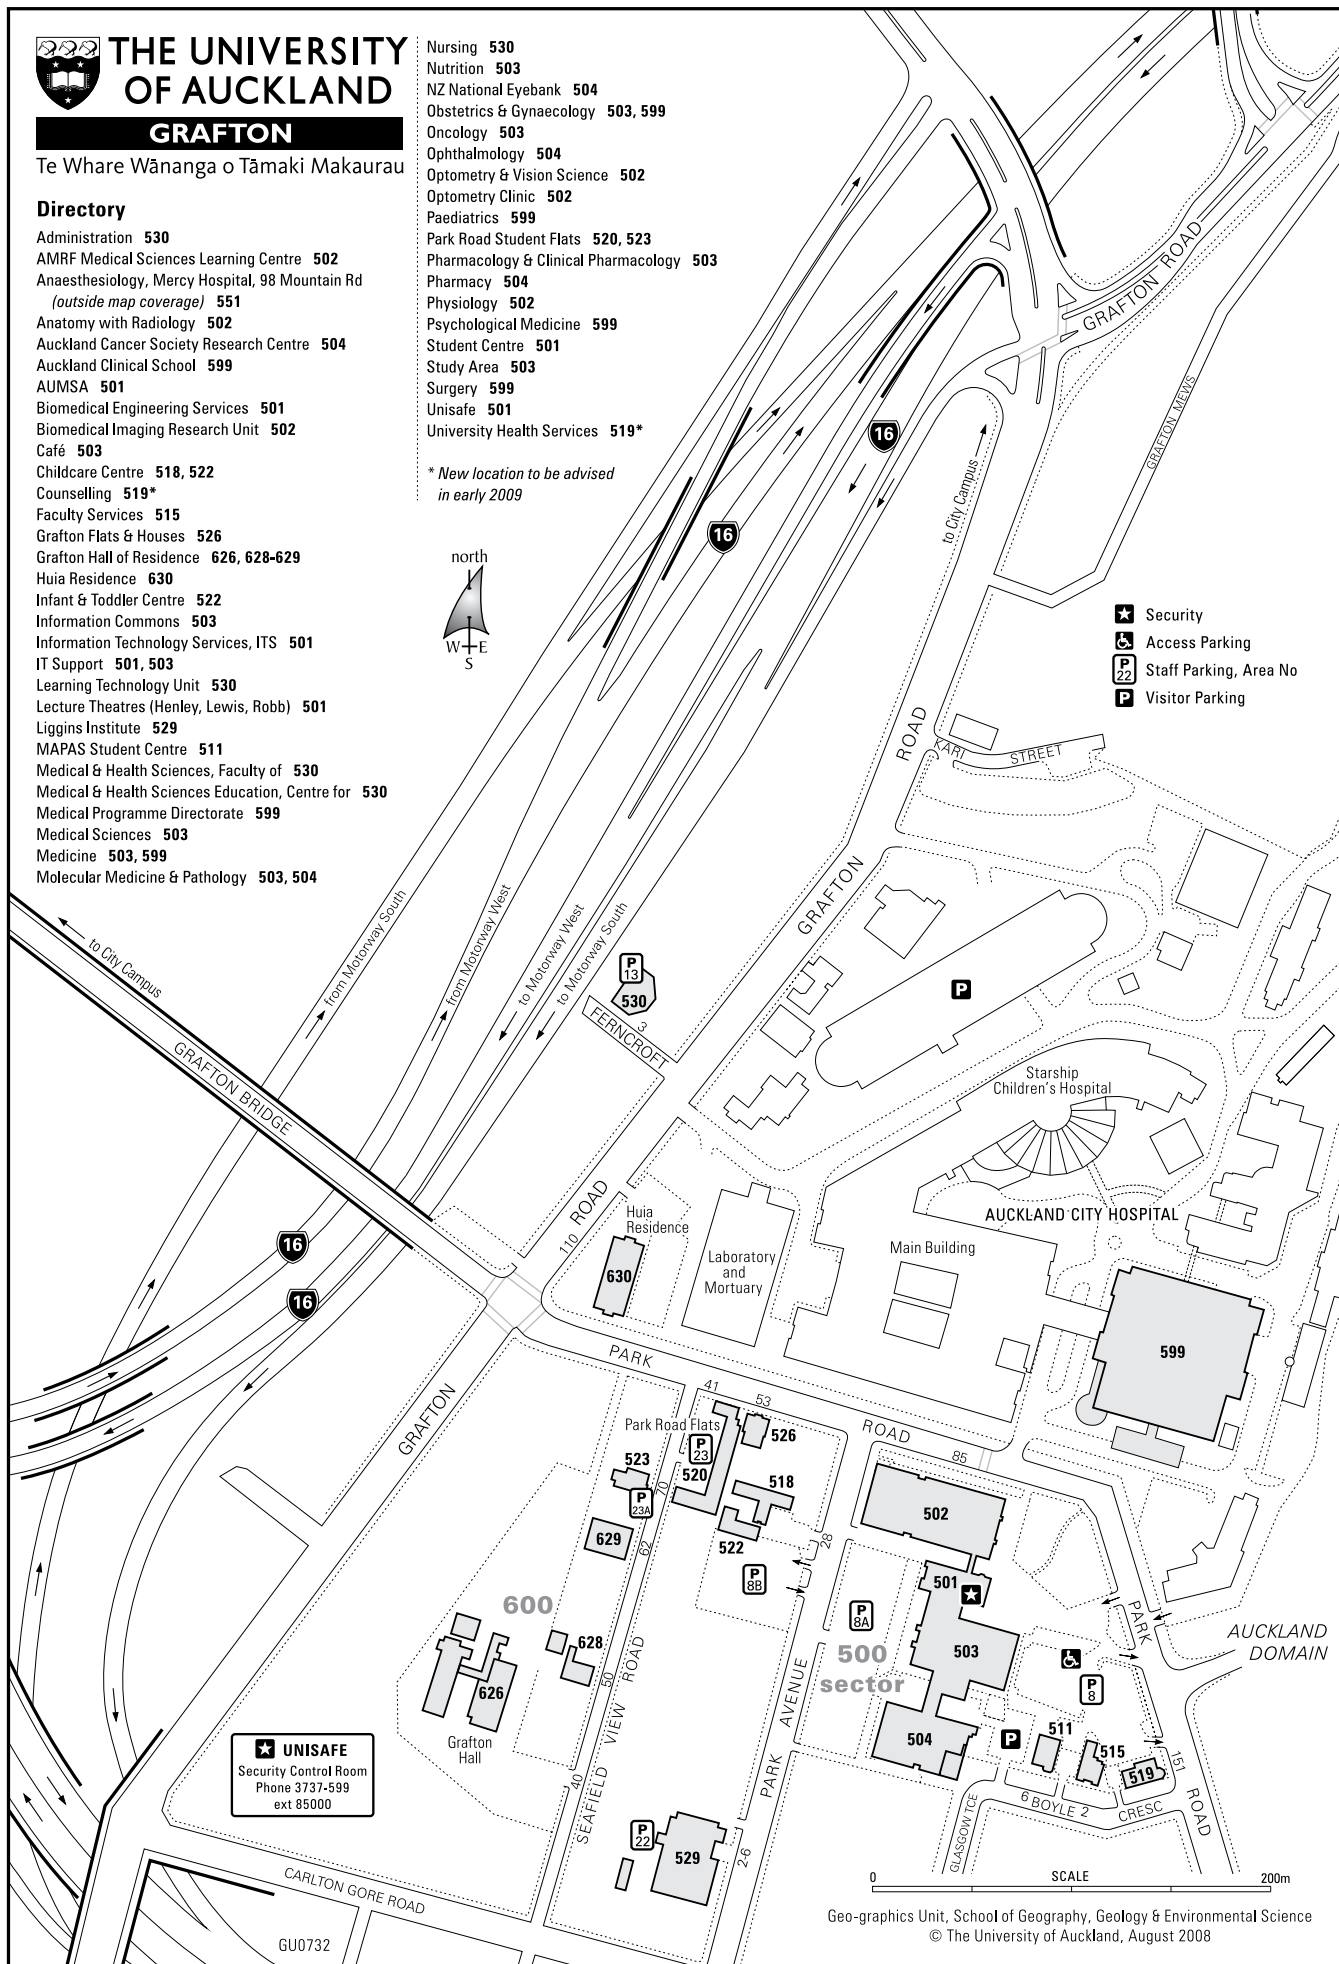 THE UNIVERSITY
OF AUCKLAND
GRAFTON
Te Whare Wānanga o Tāmaki Makaurau
Directory
Administration 530
AMRF Medical Sciences Learning Centre 502
Anaesthesiology, Mercy Hospital, 98 Mountain Rd
(outside map coverage) 551
Anatomy with Radiology 502
Auckland Cancer Society Research Centre 504
Auckland Clinical School 599
AUMSA 501
Biomedical Engineering Services 501
Biomedical Imaging Research Unit 502
Café 503
Childcare Centre 518, 522
Counselling 519*
Faculty Services 515
Grafton Flats & Houses 526
Grafton Hall of Residence 626, 628-629
Huia Residence 630
Infant & Toddler Centre 522
Information Commons 503
Information Technology Services, ITS 501
IT Support 501, 503
Learning Technology Unit 530
Lecture Theatres (Henley, Lewis, Robb) 501
Liggins Institute 529
MAPAS Student Centre 511
Medical & Health Sciences, Faculty of 530
Medical & Health Sciences Education, Centre for 530
Medical Programme Directorate 599
Medical Sciences 503
Medicine 503, 599
Molecular Medicine & Pathology 503, 504
Nursing 530
Nutrition 503
NZ National Eyebank 504
Obstetrics & Gynaecology 503, 599
Oncology 503
Ophthalmology 504
Optometry & Vision Science 502
Optometry Clinic 502
Paediatrics 599
Park Road Student Flats 520, 523
Pharmacology & Clinical Pharmacology 503
Pharmacy 504
Physiology 502
Psychological Medicine 599
Student Centre 501
Study Area 503
Surgery 599
Unisafe 501
University Health Services 519*
* New location to be advised
in early 2009
north
W E
S
GRAFTON ROAD
GRAFTON MEWS
16
16
to City Campus
Security
Access Parking
P 22 Staff Parking, Area No
P Visitor Parking
ROAD
KARI STREET
GRAFTON
to City Campus
from Motorway South
from Motorway West
to Motorway West
to Motorway South
P 13
530
3
FERNCROFT
P
GRAFTON BRIDGE
Starship
Children's Hospital
AUCKLAND CITY HOSPITAL
ROAD
110
Huia
Residence
630
Laboratory
and
Mortuary
Main Building
16
16
599
PARK
ROAD
GRAFTON
41
53
85
Park Road Flats
P 23
520
526
523
P 23A
70
518
502
629
62
522
28
P 8B
501
P 8A
PARK
600
628
503
500
sector
AUCKLAND
DOMAIN
626
50
SEAFIELD VIEW ROAD
PARK AVENUE
P 8
Grafton
Hall
504
P
511
515
519
151
ROAD
UNISAFE
Security Control Room
Phone 3737-599
ext 85000
40
6 BOYLE 2 CRESC
GLASGOW TCE
P 22
529
2-6
CARLTON GORE ROAD
0 SCALE 200m
Geo-graphics Unit, School of Geography, Geology & Environmental Science
© The University of Auckland, August 2008
GU0732